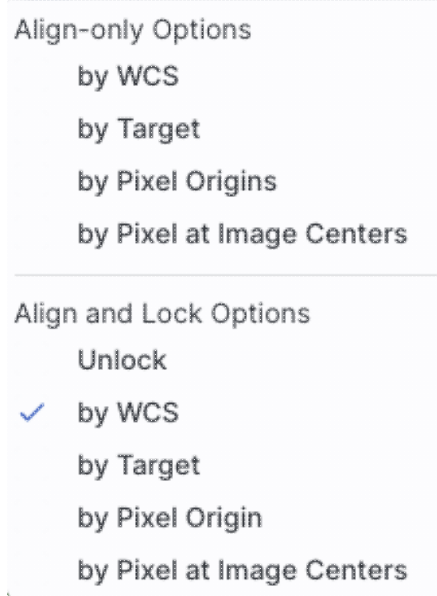 Align-only Options
by WCS
by Target
by Pixel Origins
by Pixel at Image Centers
Align and Lock Options
Unlock
by WCS
by Target
by Pixel Origin
by Pixel at Image Centers